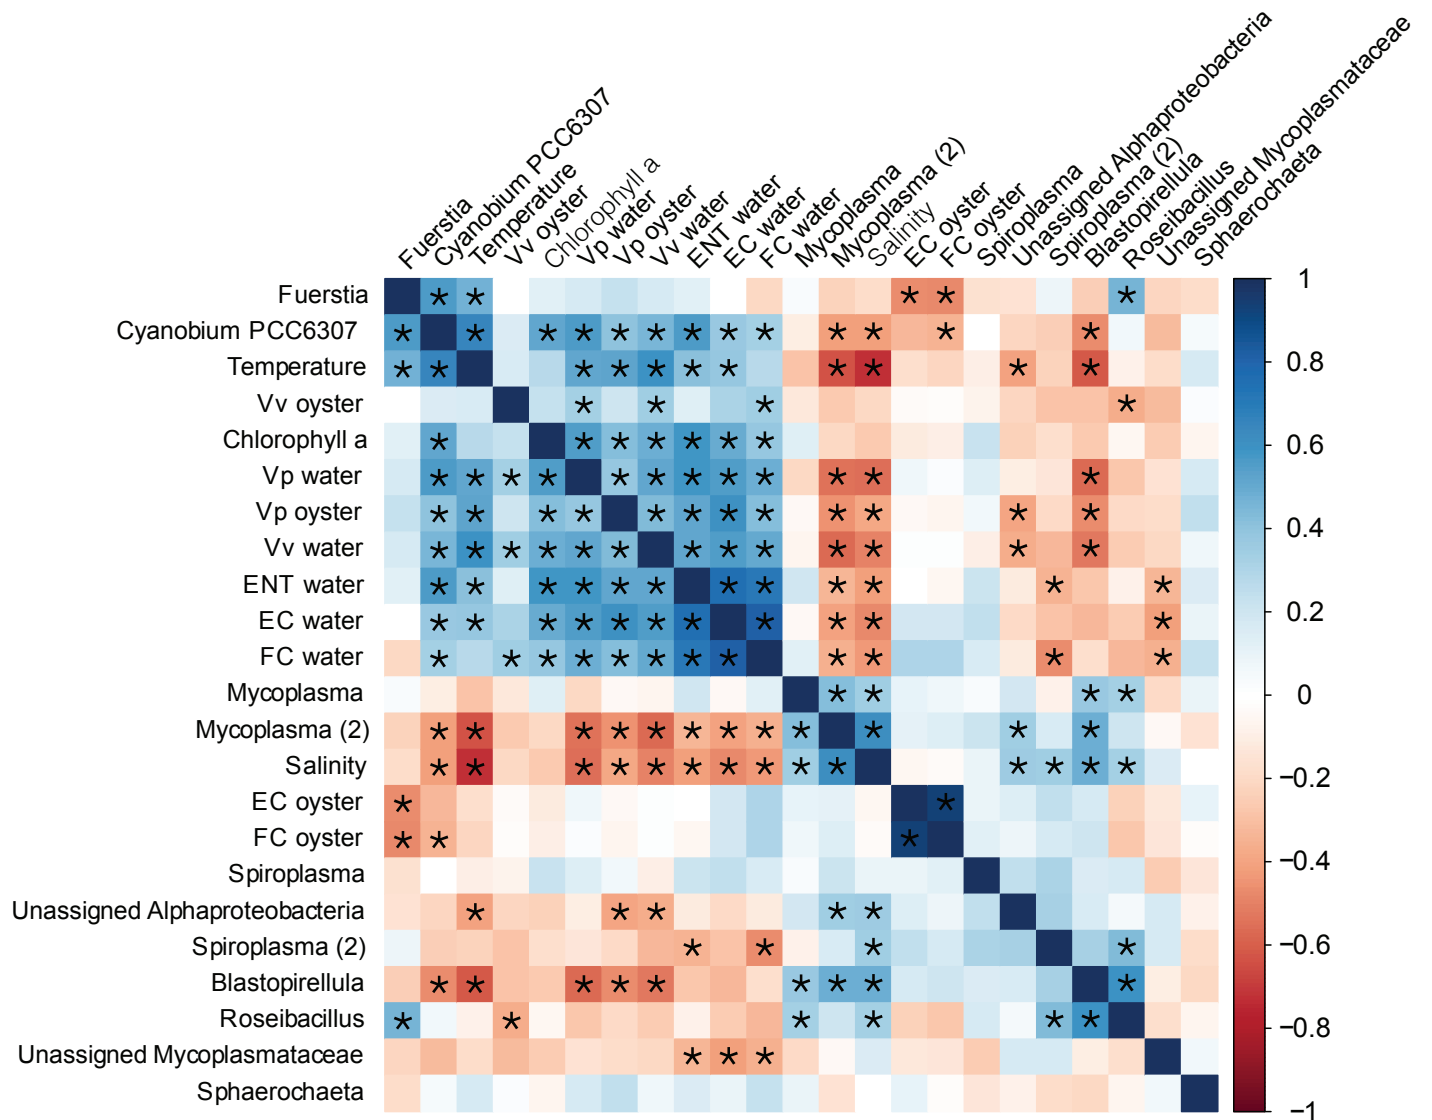 Fuerstia
Cyanobium PCC6307
Temperature
Vv oyster
Chlorophyll a
Vp water
Vp oyster
Vv water
ENT water
EC water
FC water
Mycoplasma
Mycoplasma (2)
Salinity
EC oyster
FC oyster
Spiroplasma
Unassigned Alphaproteobacteria
Spiroplasma (2)
Blastopirellula
Roseibacillus
Unassigned Mycoplasmataceae
Sphaerochaeta
Fuerstia
Cyanobium PCC6307
Temperature
Vv oyster
Chlorophyll a
Vp water
Vp oyster
Vv water
ENT water
EC water
FC water
Mycoplasma
Mycoplasma (2)
Salinity
EC oyster
FC oyster
Spiroplasma
Unassigned Alphaproteobacteria
Spiroplasma (2)
Blastopirellula
Roseibacillus
Unassigned Mycoplasmataceae
Sphaerochaeta
1
0.8
0.6
0.4
0.2
0
−0.2
−0.4
−0.6
−0.8
−1